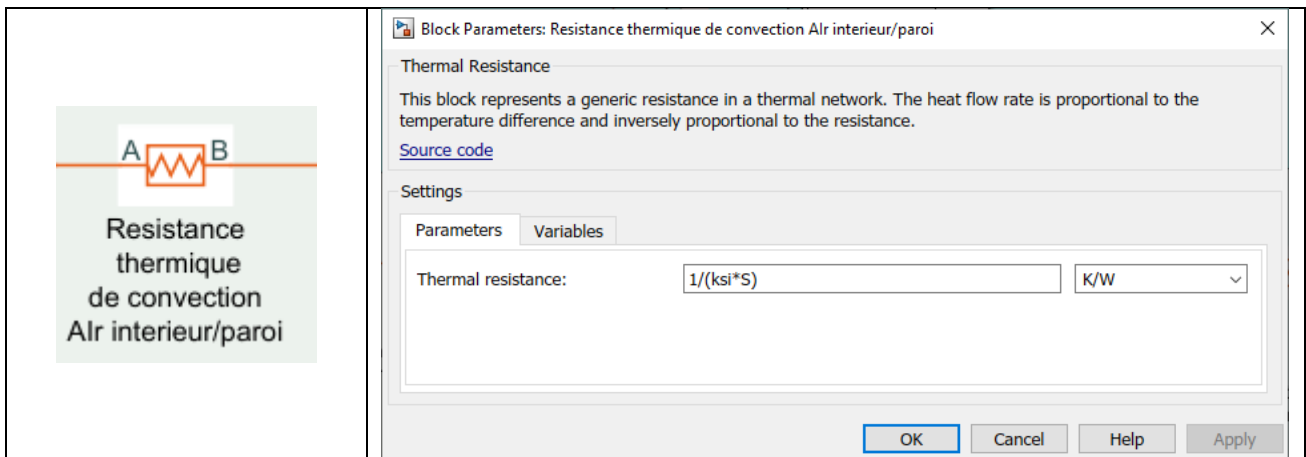 A B
Resistance
thermique
de convection
AIr interieur/paroi
Block Parameters: Resistance thermique de convection AIr interieur/paroi
Thermal Resistance
This block represents a generic resistance in a thermal network. The heat flow rate is proportional to the
temperature difference and inversely proportional to the resistance.
Source code
Settings
Parameters Variables
Thermal resistance: 1/(ksi*S) K/W
OK Cancel Help Apply